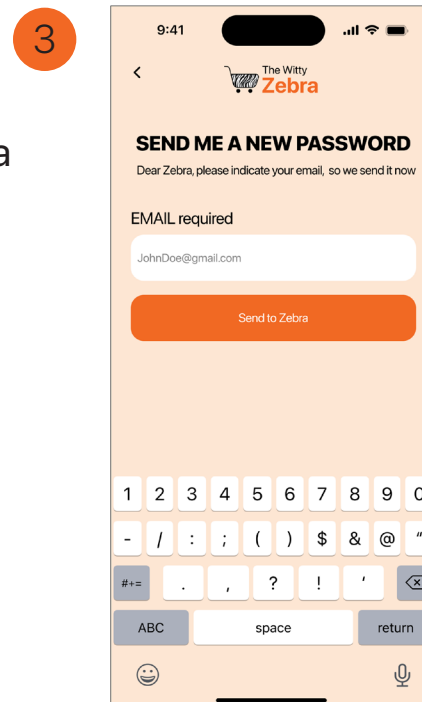 3
a
9:41
The Witty
Zebra
SEND ME A NEW PASSWORD
Dear Zebra, please indicate your email, so we send it now
EMAIL required
JohnDoe@gmail.com
Send to Zebra
1 2 3 4 5 6 7 8 9 0
- / : ; ( ) $ & @ "
#+= . , ? ! '
ABC space return